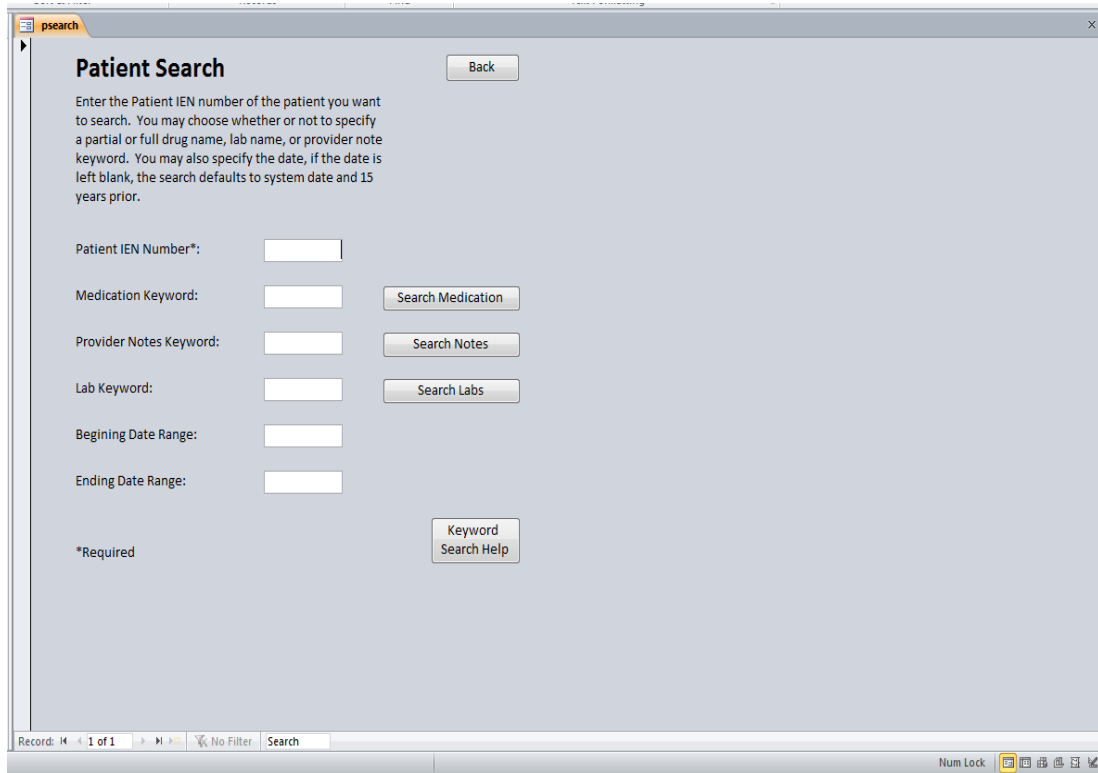 psearch
Patient Search
Back
Enter the Patient IEN number of the patient you want
to search. You may choose whether or not to specify
a partial or full drug name, lab name, or provider note
keyword. You may also specify the date, if the date is
left blank, the search defaults to system date and 15
years prior.
Patient IEN Number*:
Medication Keyword:
Search Medication
Provider Notes Keyword:
Search Notes
Lab Keyword:
Search Labs
Begining Date Range:
Ending Date Range:
Keyword
Search Help
*Required
Record: 1 of 1 No Filter Search
Num Lock